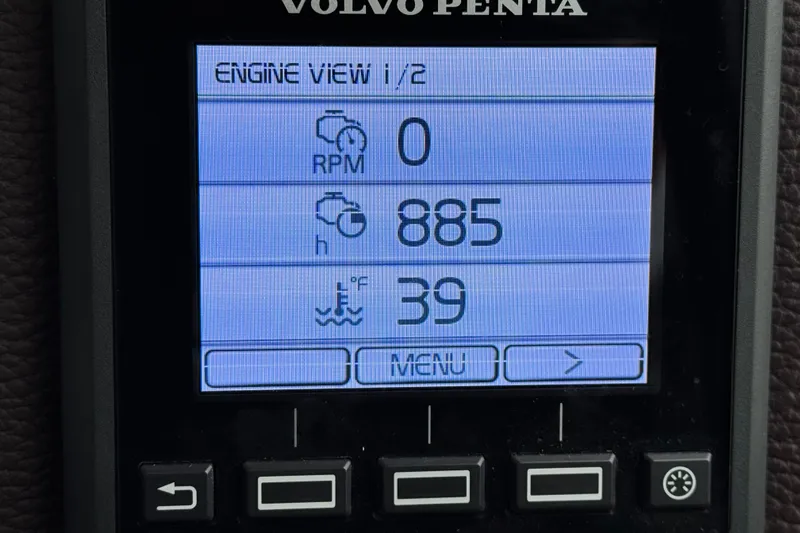 VOLVO PENTA
ENGINE VIEW 1/2
RPM 0
h 885
°F 39
MENU >